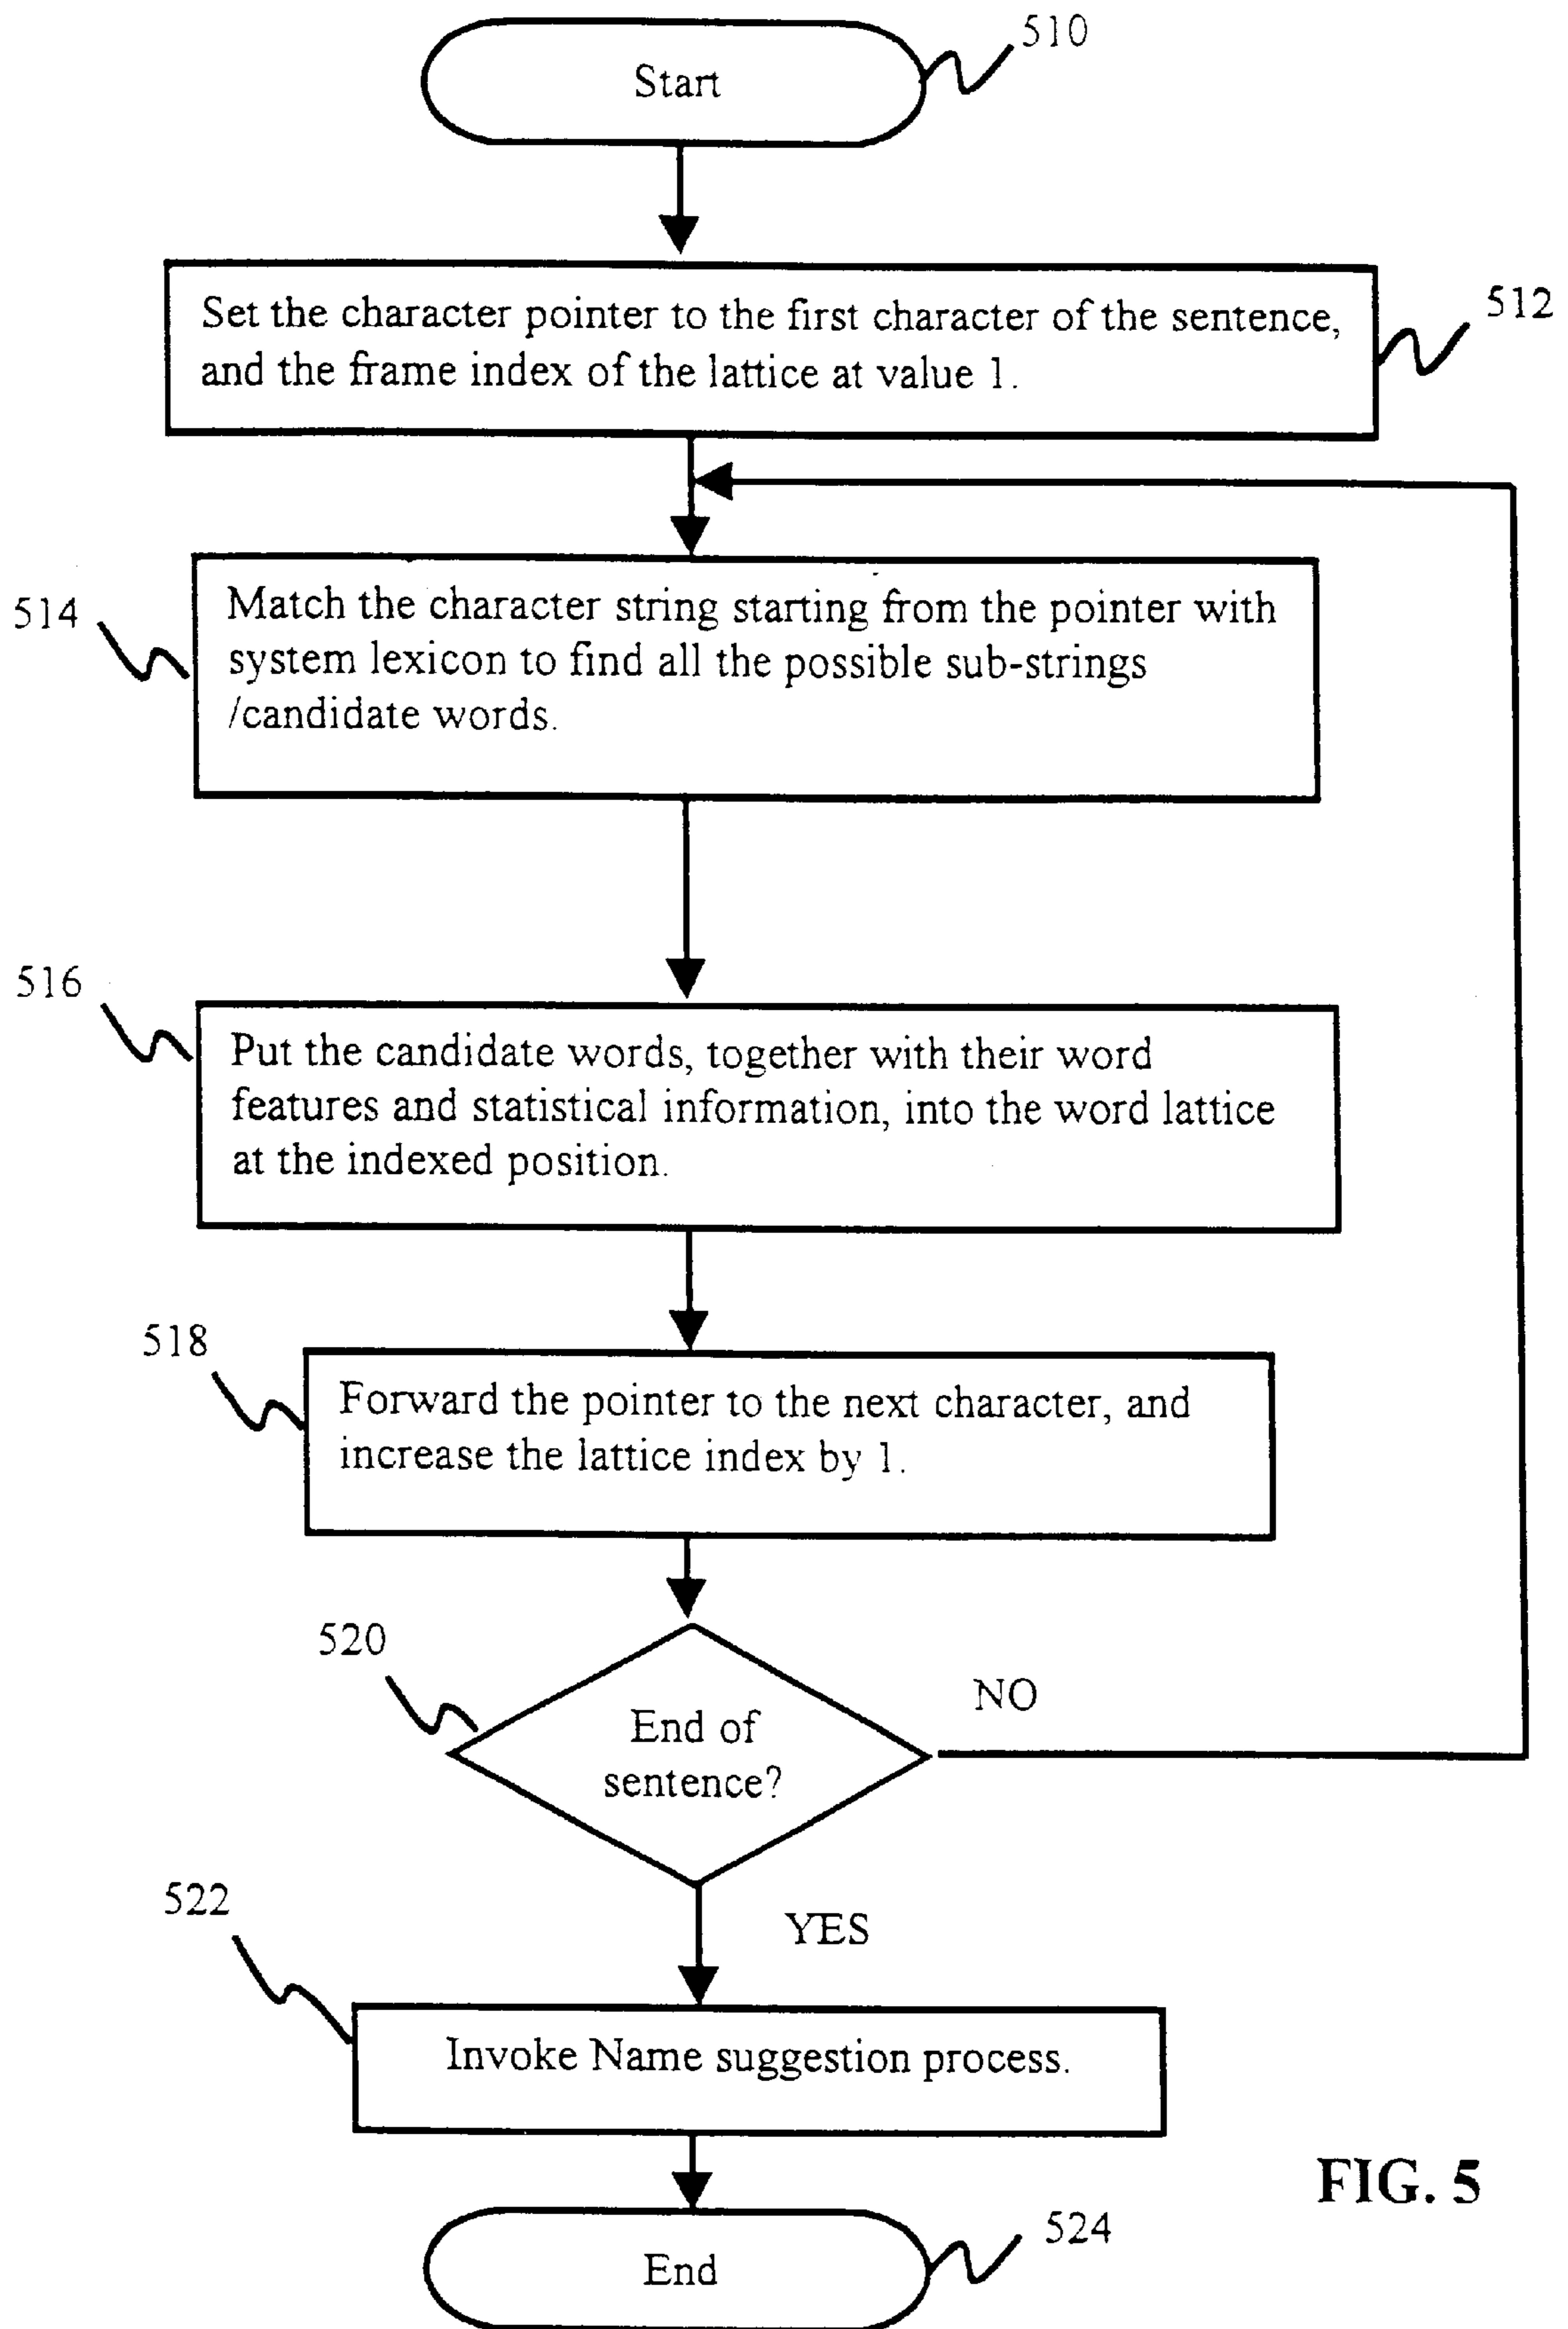 510
Start
512
Set the character pointer to the first character of the sentence,
and the frame index of the lattice at value 1.
514
Match the character string starting from the pointer with
system lexicon to find all the possible sub-strings
/candidate words.
516
Put the candidate words, together with their word
features and statistical information, into the word lattice
at the indexed position.
518
Forward the pointer to the next character, and
increase the lattice index by 1.
520
End of
sentence?
NO
522
YES
Invoke Name suggestion process.
FIG. 5
524
End